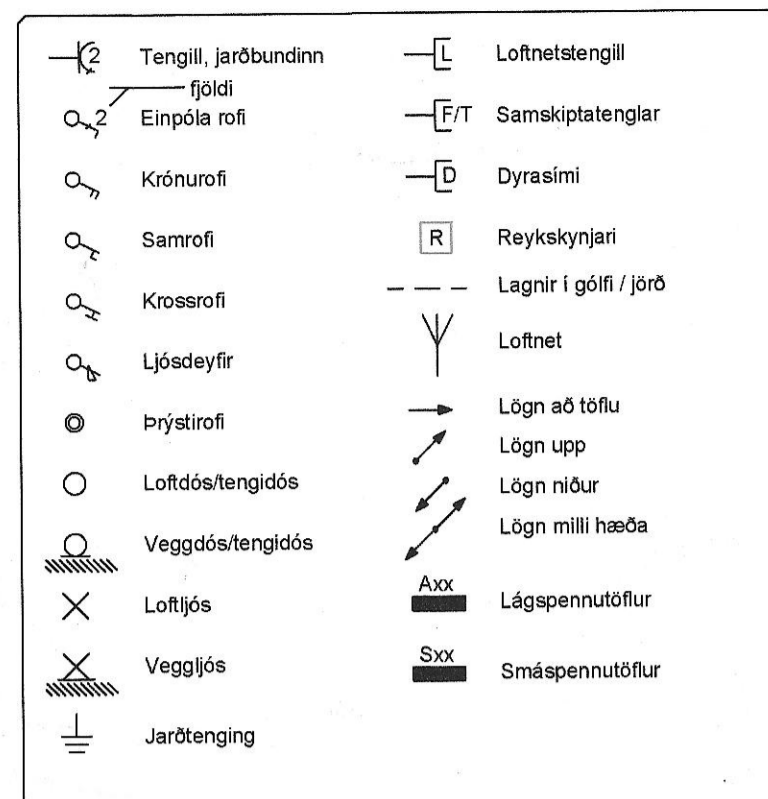 2 Tengill, jarðbundinn
fjöldi
2 Einpóla rofi
Krónurofi
Samrofi
Krossrofi
Ljósdeyfir
Þrýstirofi
Loftdós/tengidós
Veggdós/tengidós
Loftljós
Veggljós
Jarðtenging
L Loftnetstengill
F/T Samskiptatenglar
D Dyrasími
R Reykskynjari
Lagnir í gólfi / jörð
Loftnet
Lögn að töflu
Lögn upp
Lögn niður
Lögn milli hæða
Axx Lágspennutöflur
Sxx Smáspennutöflur